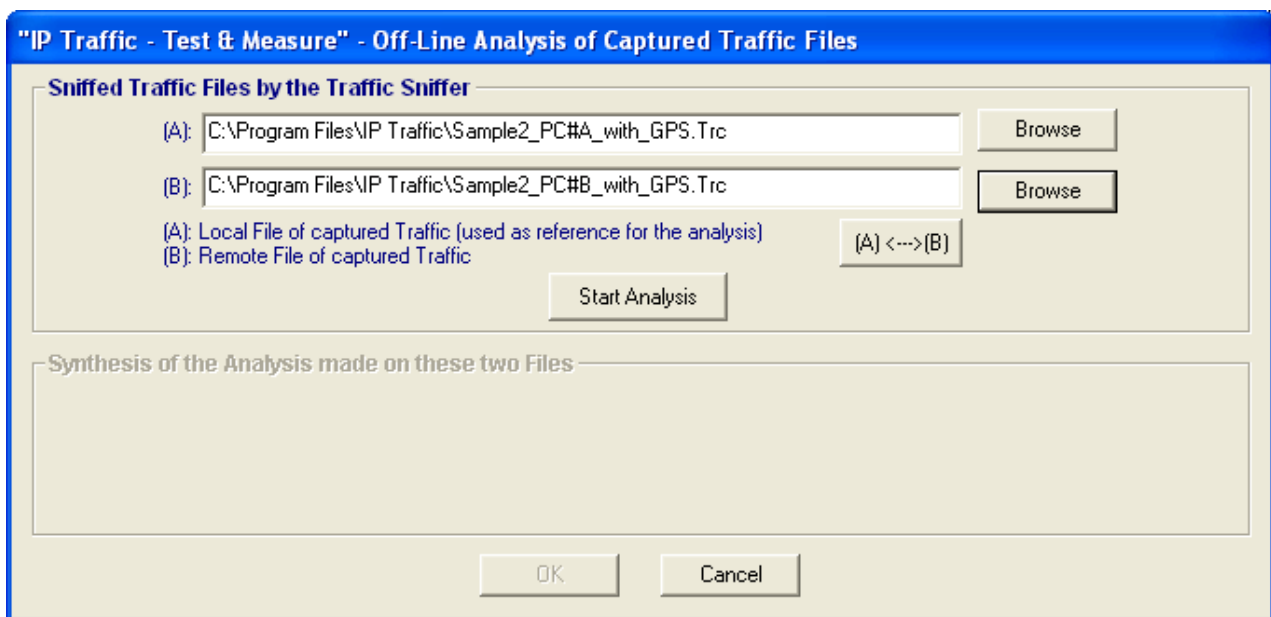 "IP Traffic - Test & Measure" - Off-Line Analysis of Captured Traffic Files
Sniffed Traffic Files by the Traffic Sniffer
(A): C:\Program Files\IP Traffic\Sample2_PC#A_with_GPS.Trc Browse
(B): C:\Program Files\IP Traffic\Sample2_PC#B_with_GPS.Trc Browse
(A): Local File of captured Traffic (used as reference for the analysis)
(B): Remote File of captured Traffic
(A) <--->(B)
Start Analysis
Synthesis of the Analysis made on these two Files
OK Cancel